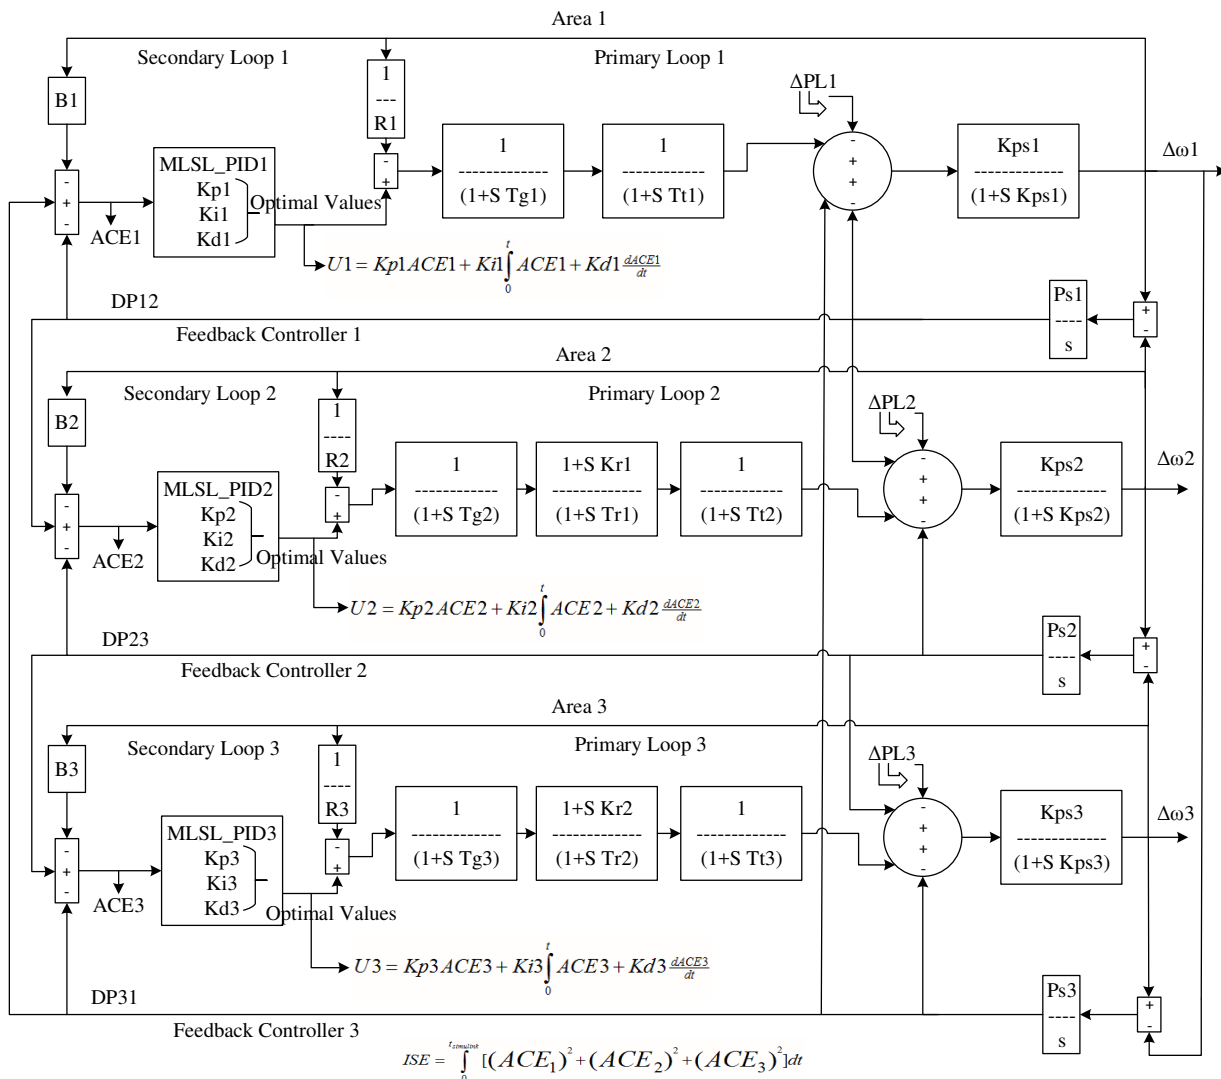 Area 1
Secondary Loop 1
Primary Loop 1
B1
1
---
R1
ΔPL1
-
-
+
-
-
+
MLSL_PID1
Kp1
Ki1
Kd1
Optimal Values
1
--------------
(1+S Tg1)
1
--------------
(1+S Tt1)
-
+
+
-
Kps1
--------------
(1+S Kps1)
Δω1
ACE1
U1 = Kp1ACE1 + Ki1∫₀ᵗ ACE1 + Kd1 dACE1/dt
DP12
Ps1
----
s
+
-
Feedback Controller 1
Area 2
Secondary Loop 2
Primary Loop 2
B2
1
----
R2
ΔPL2
-
+
-
-
+
MLSL_PID2
Kp2
Ki2
Kd2
Optimal Values
1
--------------
(1+S Tg2)
1+S Kr1
--------------
(1+S Tr1)
1
--------------
(1+S Tt2)
-
-
+
+
-
Kps2
--------------
(1+S Kps2)
Δω2
ACE2
U2 = Kp2ACE2 + Ki2∫₀ᵗ ACE2 + Kd2 dACE2/dt
DP23
Ps2
----
s
+
-
Feedback Controller 2
Area 3
Secondary Loop 3
Primary Loop 3
B3
1
----
R3
ΔPL3
-
+
-
-
+
MLSL_PID3
Kp3
Ki3
Kd3
Optimal Values
1
--------------
(1+S Tg3)
1+S Kr2
--------------
(1+S Tr2)
1
--------------
(1+S Tt3)
-
-
+
+
-
Kps3
--------------
(1+S Kps3)
Δω3
ACE3
U3 = Kp3ACE3 + Ki3∫₀ᵗ ACE3 + Kd3 dACE3/dt
DP31
Ps3
----
s
+
-
Feedback Controller 3
ISE = ∫₀^tsimulink [(ACE₁)² + (ACE₂)² + (ACE₃)²]dt